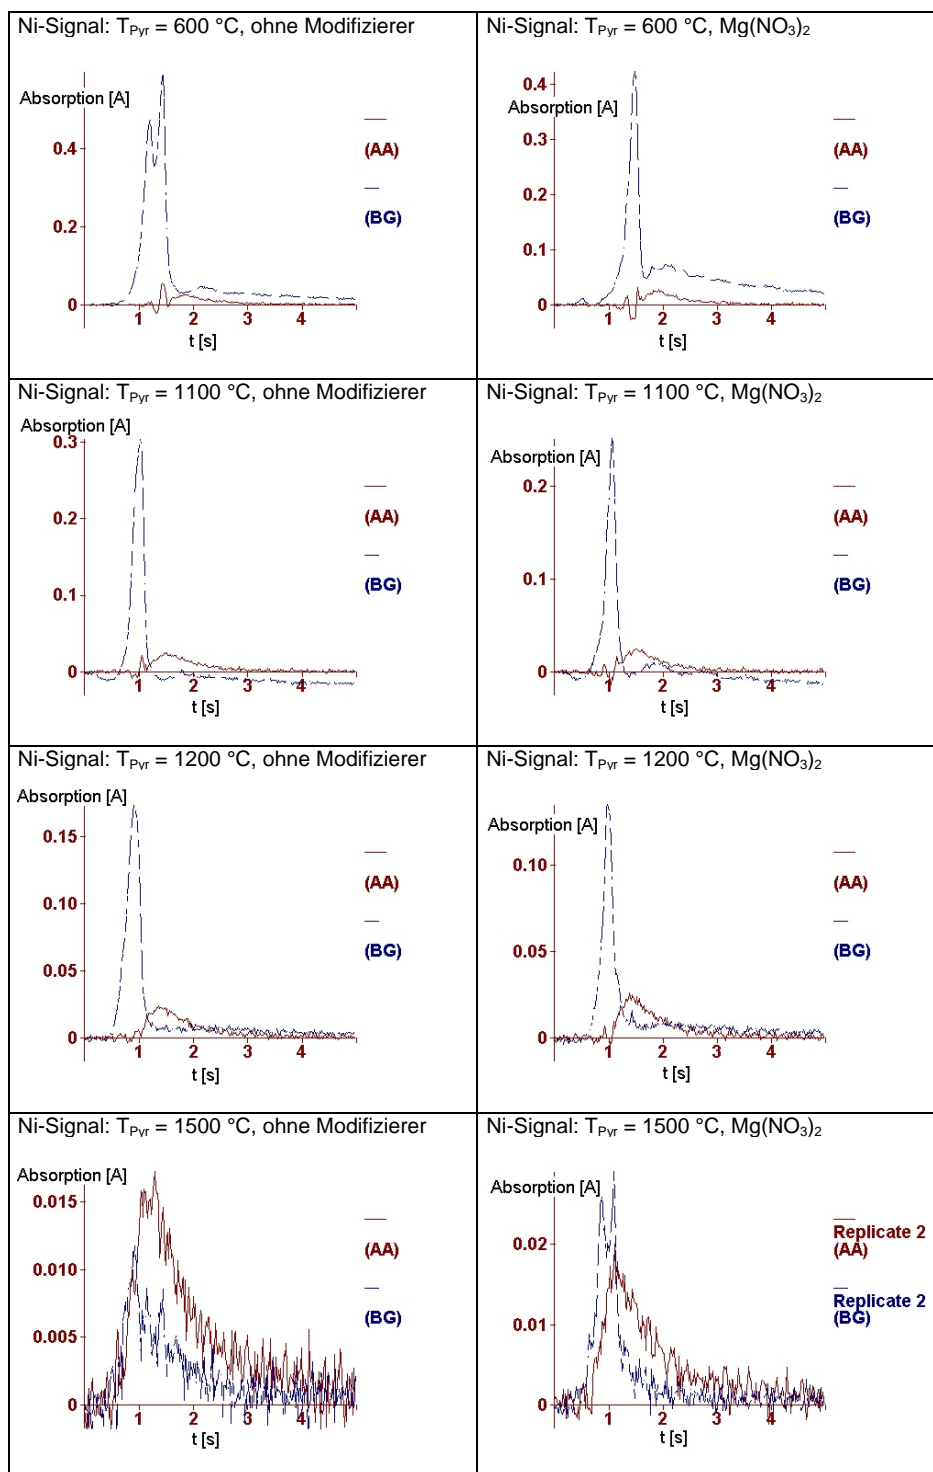 Ni-Signal: TPyr = 600 °C, ohne Modifizierer
Absorption [A]
0.4
0.2
0
1 2 3 4
t [s]
(AA)
(BG)
Ni-Signal: TPyr = 600 °C, Mg(NO3)2
0.4
Absorption [A]
0.3
0.2
0.1
0
1 2 3 4
t [s]
(AA)
(BG)
Ni-Signal: TPyr = 1100 °C, ohne Modifizierer
Absorption [A]
0.3
0.2
0.1
0
1 2 3 4
t [s]
(AA)
(BG)
Ni-Signal: TPyr = 1100 °C, Mg(NO3)2
Absorption [A]
0.2
0.1
0
1 2 3 4
t [s]
(AA)
(BG)
Ni-Signal: TPyr = 1200 °C, ohne Modifizierer
Absorption [A]
0.15
0.10
0.05
0
1 2 3 4
t [s]
(AA)
(BG)
Ni-Signal: TPyr = 1200 °C, Mg(NO3)2
Absorption [A]
0.10
0.05
0
1 2 3 4
t [s]
(AA)
(BG)
Ni-Signal: TPyr = 1500 °C, ohne Modifizierer
Absorption [A]
0.015
0.010
0.005
0
1 2 3 4
t [s]
(AA)
(BG)
Ni-Signal: TPyr = 1500 °C, Mg(NO3)2
Absorption [A]
0.02
0.01
0
1 2 3 4
t [s]
Replicate 2
(AA)
Replicate 2
(BG)